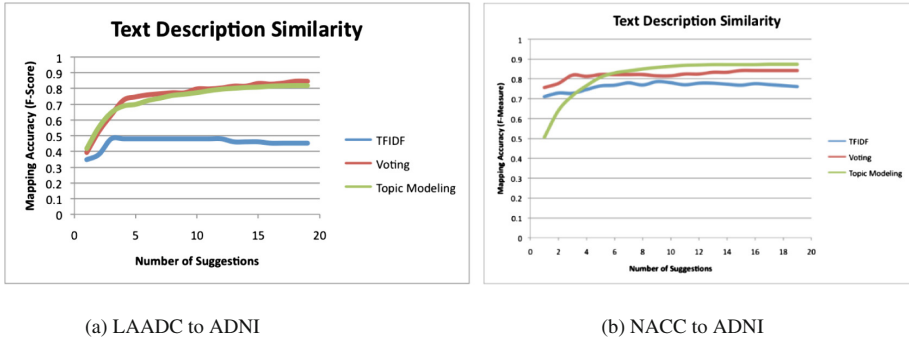 Text Description Similarity
Mapping Accuracy (F-Score)
1
0.9
0.8
0.7
0.6
0.5
0.4
0.3
0.2
0.1
0
0 5 10 15 20
Number of Suggestions
TFIDF
Voting
Topic Modeling
Text Description Similarity
Mapping Accuracy (F-Measure)
1
0.9
0.8
0.7
0.6
0.5
0.4
0.3
0.2
0.1
0
0 2 4 6 8 10 12 14 16 18 20
Number of Suggestions
TFIDF
Voting
Topic Modeling
(a) LAADC to ADNI
(b) NACC to ADNI